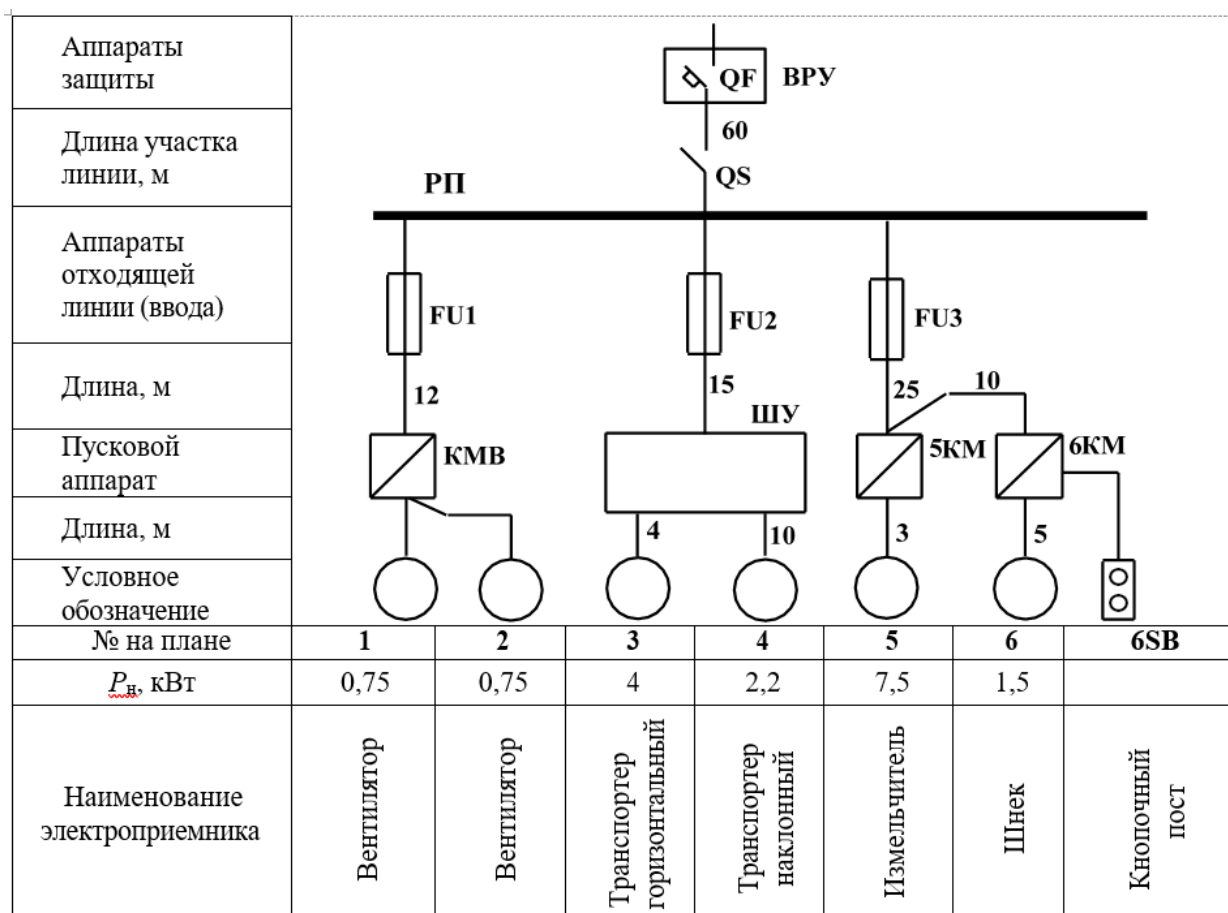 Аппараты
защиты
QF
ВРУ
Длина участка
линии, м
60
QS
РП
Аппараты
отходящей
линии (ввода)
FU1
FU2
FU3
Длина, м
12
15
25
10
ШУ
Пусковой
аппарат
КМВ
5КМ
6КМ
Длина, м
4
10
3
5
Условное
обозначение
№ на плане 1 2 3 4 5 6 6SB
Pн, кВт 0,75 0,75 4 2,2 7,5 1,5
Наименование
электроприемника
Вентилятор
Вентилятор
Транспортер
горизонтальный
Транспортер
наклонный
Измельчитель
Шнек
Кнопочный
пост